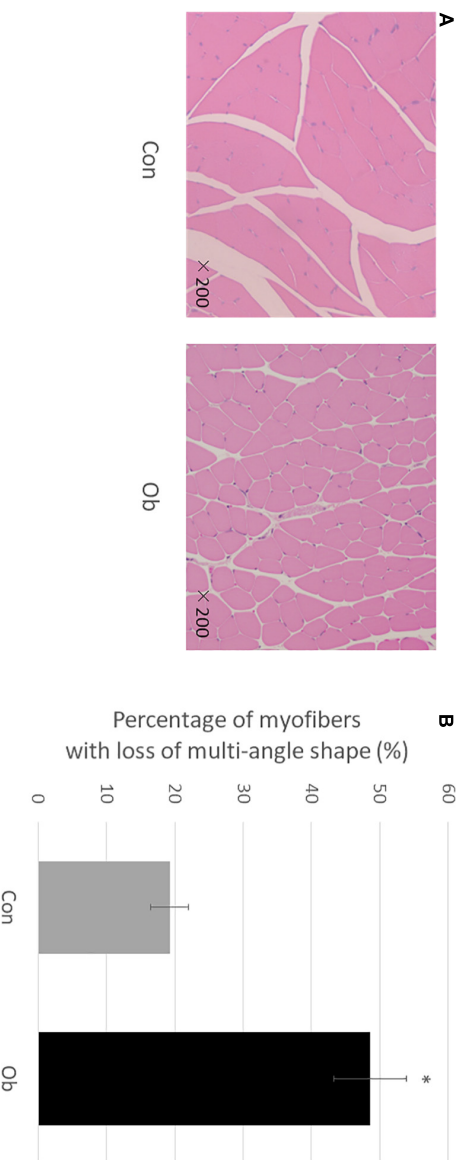 A
× 200
× 200
Con
Ob
B
Percentage of myofibers
with loss of multi-angle shape (%)
60
50
40
30
20
10
0
*
Con
Ob